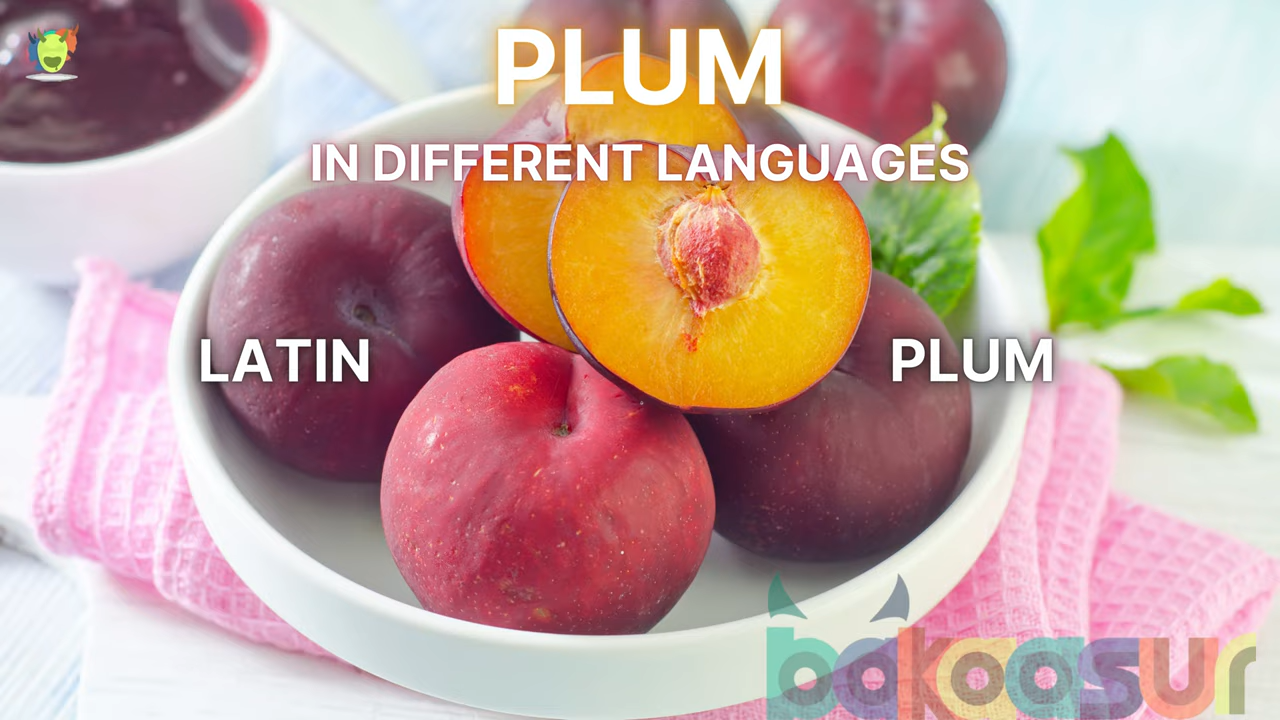 PLUM
IN DIFFERENT LANGUAGES
LATIN
PLUM
bakaasur